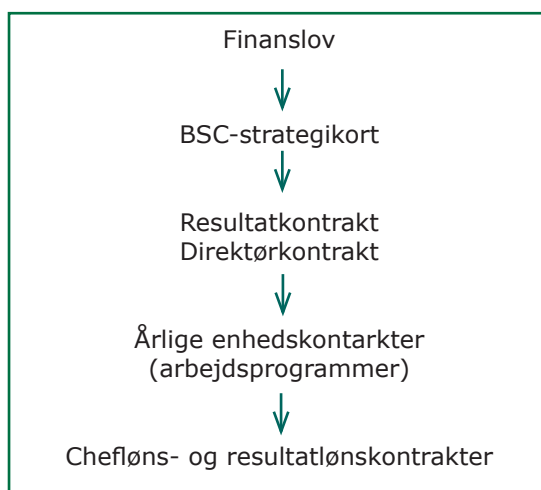 Finanslov
BSC-strategikort
Resultatkontrakt
Direktørkontrakt
Årlige enhedskontarkter
(arbejdsprogrammer)
Chefløns- og resultatlønskontrakter